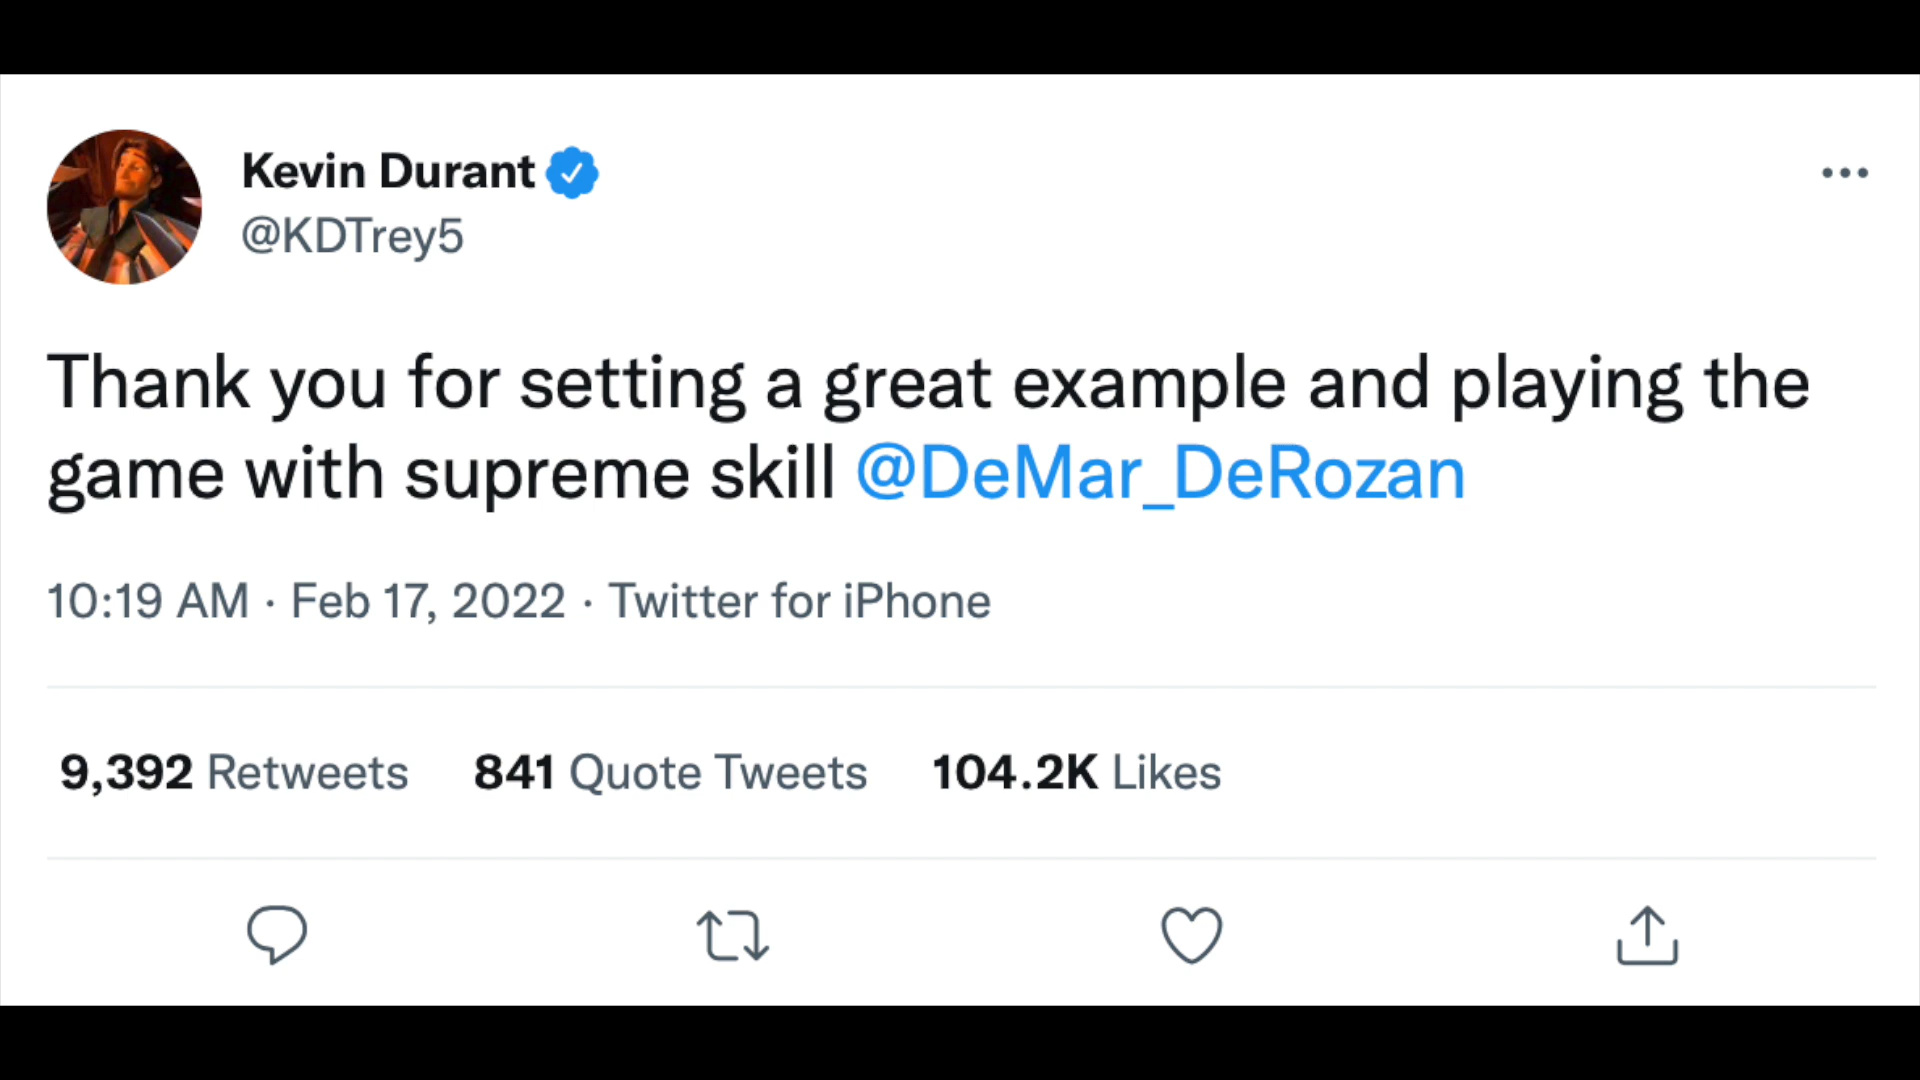 Kevin Durant
@KDTrey5
Thank you for setting a great example and playing the
game with supreme skill @DeMar_DeRozan
10:19 AM · Feb 17, 2022 · Twitter for iPhone
9,392 Retweets 841 Quote Tweets 104.2K Likes